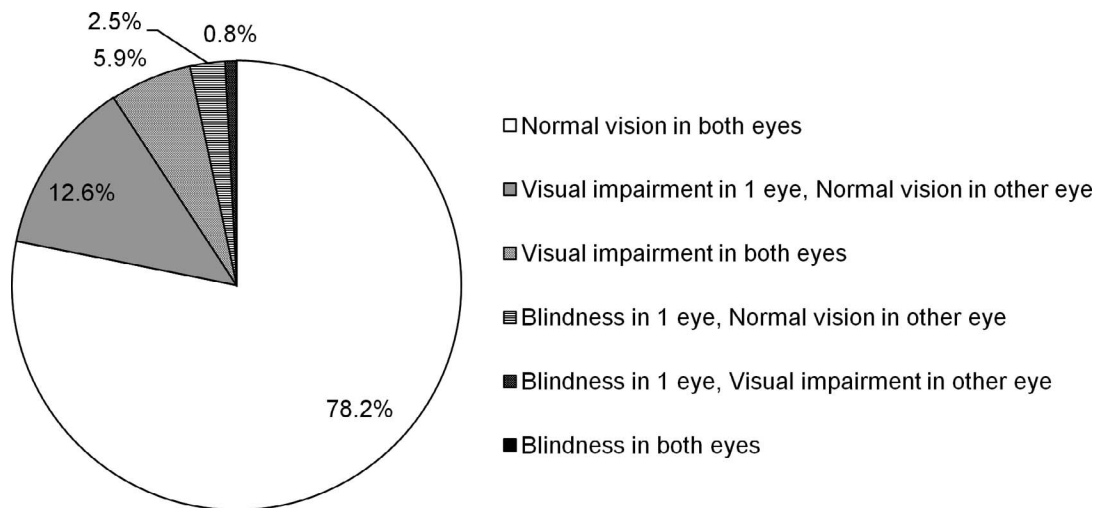 2.5%
0.8%
5.9%
12.6%
78.2%
Normal vision in both eyes
Visual impairment in 1 eye, Normal vision in other eye
Visual impairment in both eyes
Blindness in 1 eye, Normal vision in other eye
Blindness in 1 eye, Visual impairment in other eye
Blindness in both eyes